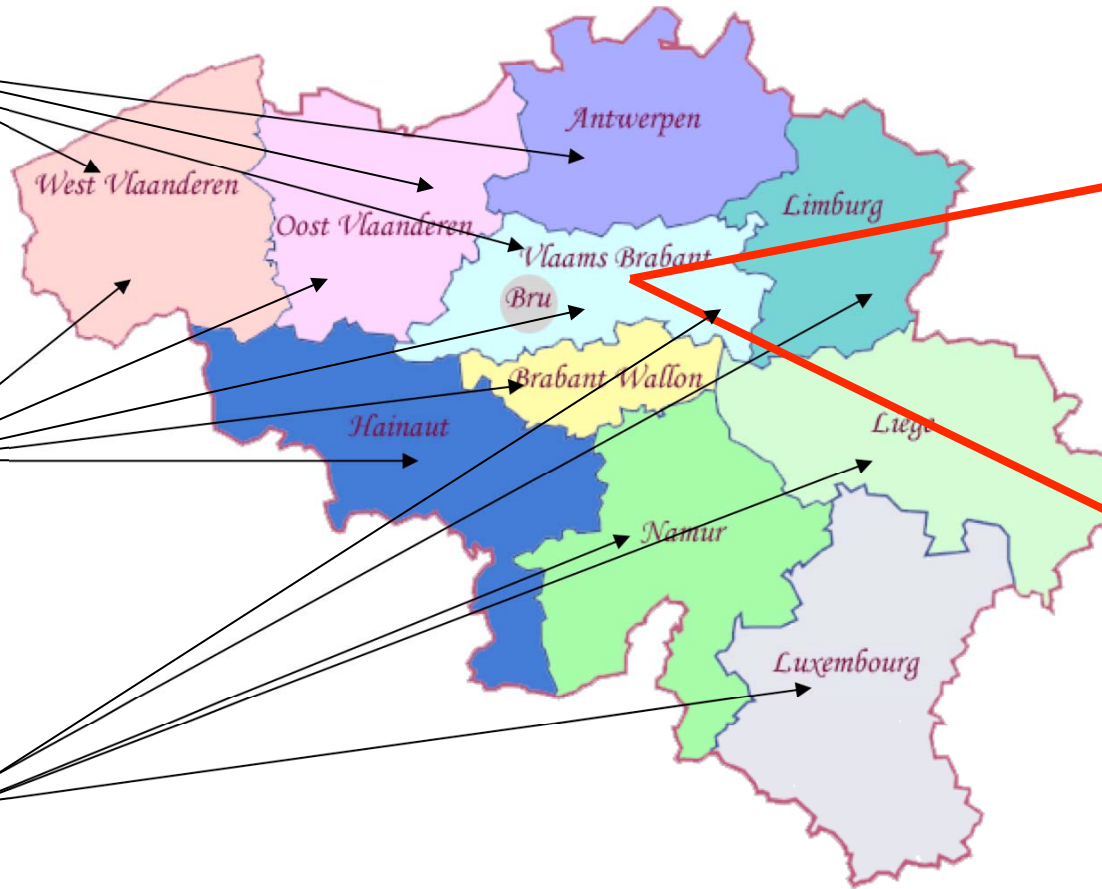 Antwerpen
West Vlaanderen
Limburg
Oost Vlaanderen
Vlaams Brabant
Bru
Brabant Wallon
Hainaut
Liege
Namur
Luxembourg